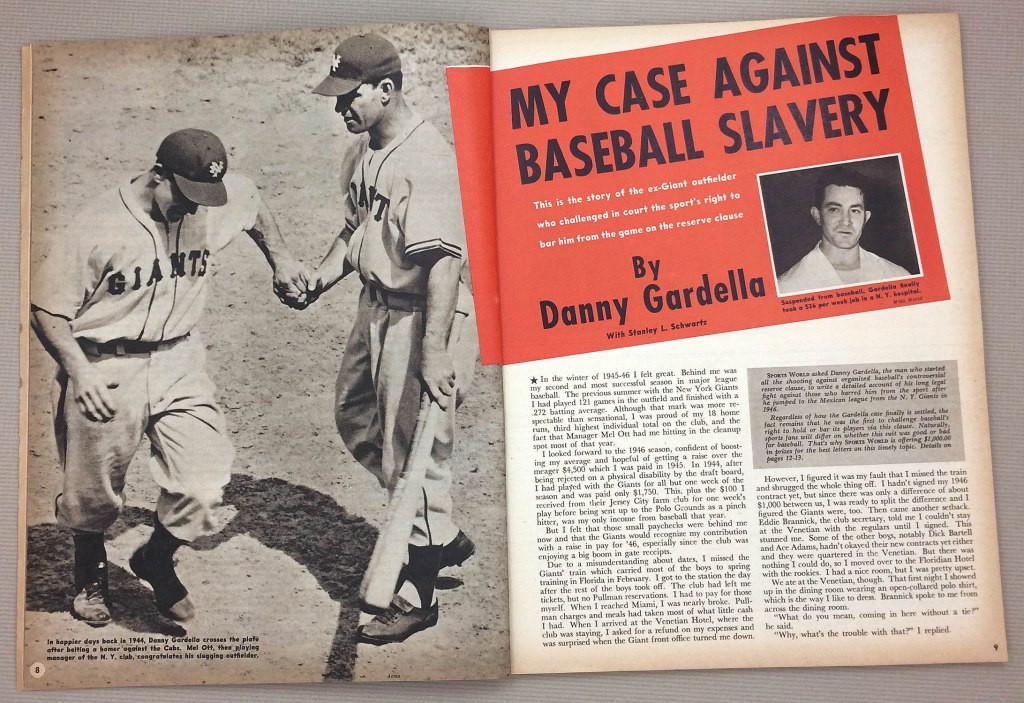 NY
NY
GIANTS
ANT
In happier days back in 1944, Danny Gardella crosses the plate
after belting a homer against the Cubs. Mel Ott, then playing
manager of the N. Y. club, congratulates his slugging outfielder.
8
Acme
MY CASE AGAINST
BASEBALL SLAVERY
This is the story of the ex-Giant outfielder
who challenged in court the sport's right to
bar him from the game on the reserve clause
By
Danny Gardella
With Stanley L. Schwartz
Suspended from baseball, Gardella finally
took a $36 per week job in a N. Y. hospital.
Wide World
★ In the winter of 1945-46 I felt great. Behind me was
my second and most successful season in major league
baseball. The previous summer with the New York Giants
I had played 121 games in the outfield and finished with a
.272 batting average. Although that mark was more re-
spectable than sensational, I was proud of my 18 home
runs, third highest individual total on the club, and the
fact that Manager Mel Ott had me hitting in the cleanup
spot most of that year.
I looked forward to the 1946 season, confident of boost-
ing my average and hopeful of getting a raise over the
meager $4,500 which I was paid in 1945. In 1944, after
being rejected on a physical disability by the draft board,
I had played with the Giants for all but one week of the
season and was paid only $1,750. This, plus the $100 I
received from their Jersey City farm club for one week's
play before being sent up to the Polo Grounds as a pinch
hitter, was my only income from baseball that year.
But I felt that those small paychecks were behind me
now and that the Giants would recognize my contribution
with a raise in pay for '46, especially since the club was
enjoying a big boom in gate receipts.
Due to a misunderstanding about dates, I missed the
Giants' train which carried most of the boys to spring
training in Florida in February. I got to the station the day
after the rest of the boys took off. The club had left me
tickets, but no Pullman reservations. I had to pay for those
myself. When I reached Miami, I was nearly broke. Pull-
man charges and meals had taken most of what little cash
I had. When I arrived at the Venetian Hotel, where the
club was staying, I asked for a refund on my expenses and
was surprised when the Giant front office turned me down.
SPORTS WORLD asked Danny Gardella, the man who started
all the shooting against organized baseball's controversial
reserve clause, to write a detailed account of his long legal
fight against those who barred him from the sport after
he jumped to the Mexican league from the N. Y. Giants in
1946.
Regardless of how the Gardella case finally is settled, the
fact remains that he was the first to challenge baseball's
right to hold or bar its players via this clause. Naturally,
sports fans will differ on whether this suit was good or bad
for baseball. That's why SPORTS WORLD is offering $1,000.00
in prizes for the best letters on this timely topic. Details on
pages 12-13.
However, I figured it was my fault that I missed the train
and shrugged the whole thing off. I hadn't signed my 1946
contract yet, but since there was only a difference of about
$1,000 between us, I was ready to split the difference and I
figured the Giants were, too. Then came another setback.
Eddie Brannick, the club secretary, told me I couldn't stay
at the Venetian with the regulars until I signed. This
stunned me. Some of the other boys, notably Dick Bartell
and Ace Adams, hadn't okayed their new contracts yet either
and they were quartered in the Venetian. But there was
nothing I could do, so I moved over to the Floridian Hotel
with the rookies. I had a nice room, but I was pretty upset.
We ate at the Venetian, though. That first night I showed
up in the dining room wearing an open-collared polo shirt,
which is the way I like to dress. Brannick spoke to me from
across the dining room.
"What do you mean, coming in here without a tie?"
he said.
"Why, what's the trouble with that?" I replied.
9